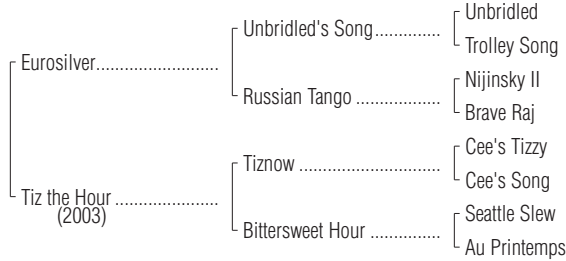 Unbridled
Unbridled's Song..............
Trolley Song
Eurosilver..........................
Nijinsky II
Russian Tango ..................
Brave Raj
Cee's Tizzy
Tiznow ..............................
Cee's Song
Tiz the Hour ......................
(2003)
Seattle Slew
Bittersweet Hour ...............
Au Printemps